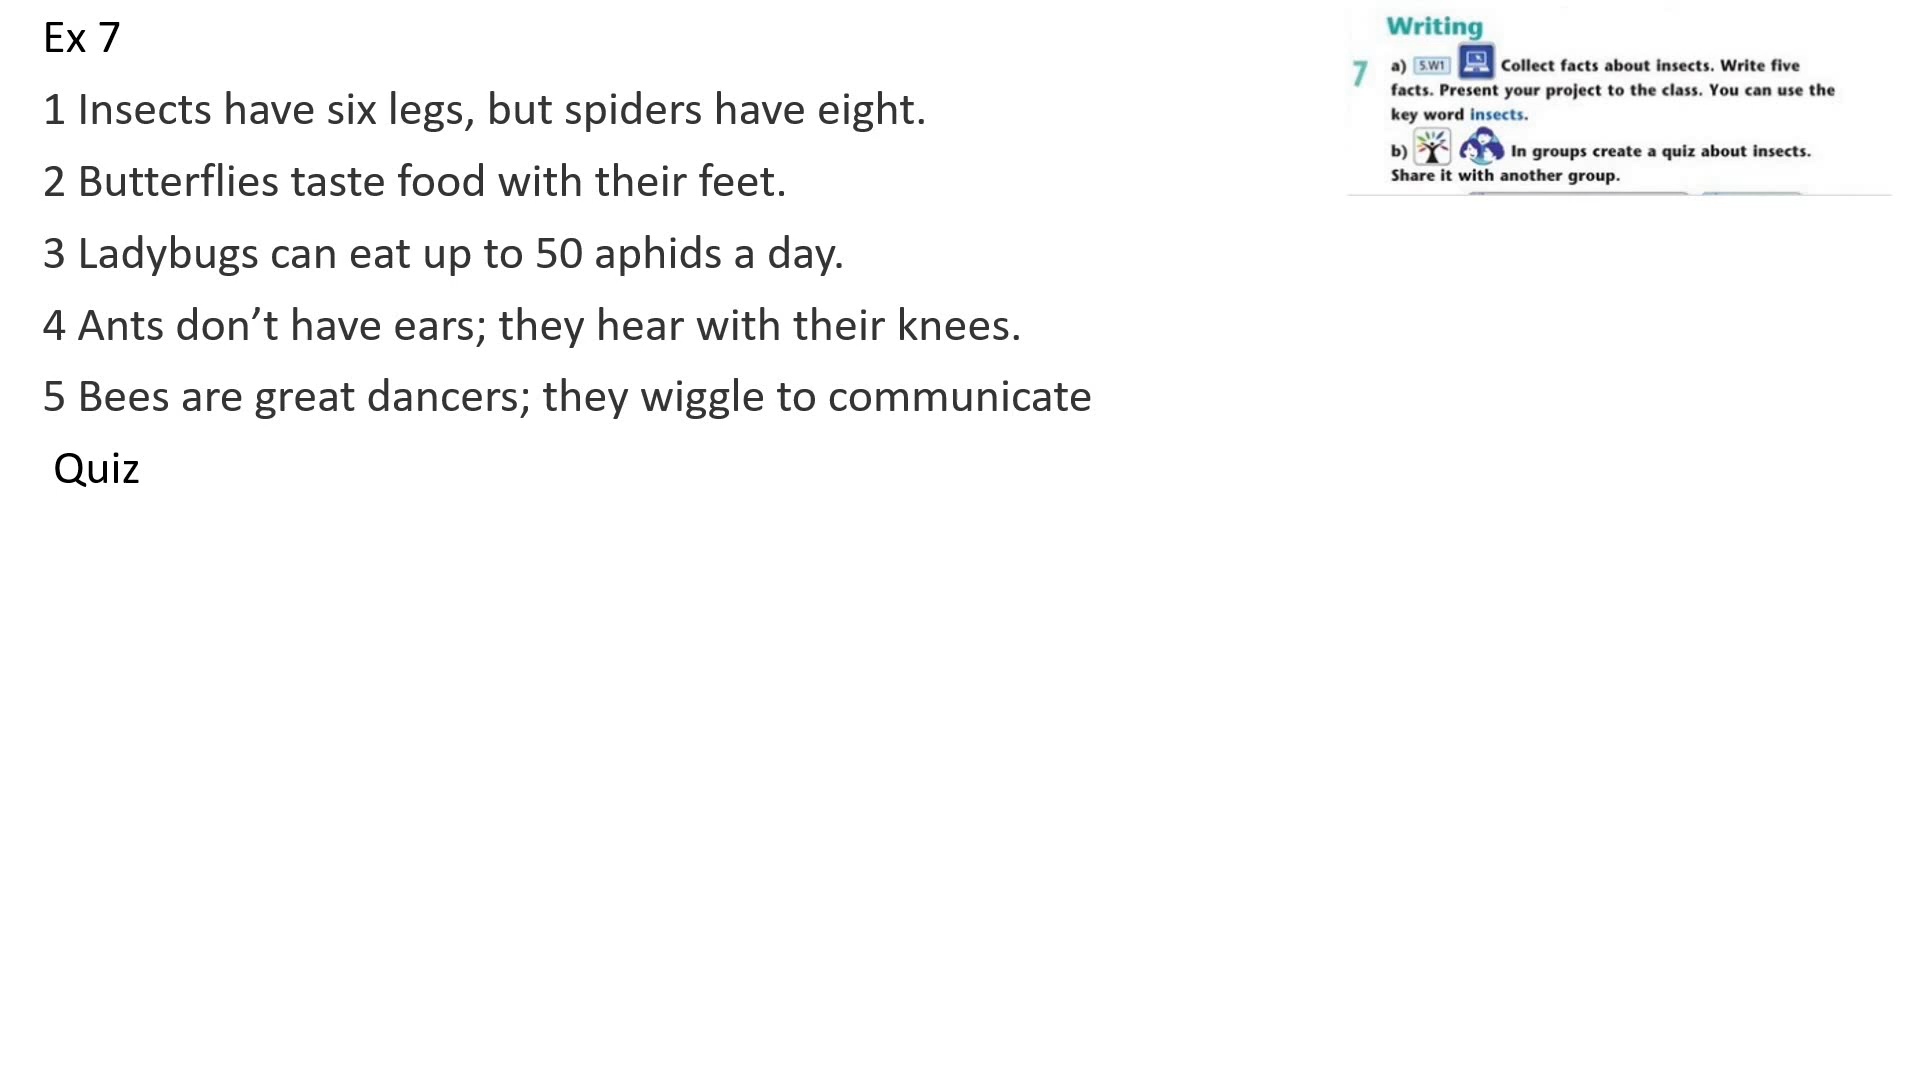 Ex 7
1 Insects have six legs, but spiders have eight.
2 Butterflies taste food with their feet.
3 Ladybugs can eat up to 50 aphids a day.
4 Ants don’t have ears; they hear with their knees.
5 Bees are great dancers; they wiggle to communicate
Quiz
Writing
7 a) S.W1 Collect facts about insects. Write five
facts. Present your project to the class. You can use the
key word insects.
b) In groups create a quiz about insects.
Share it with another group.